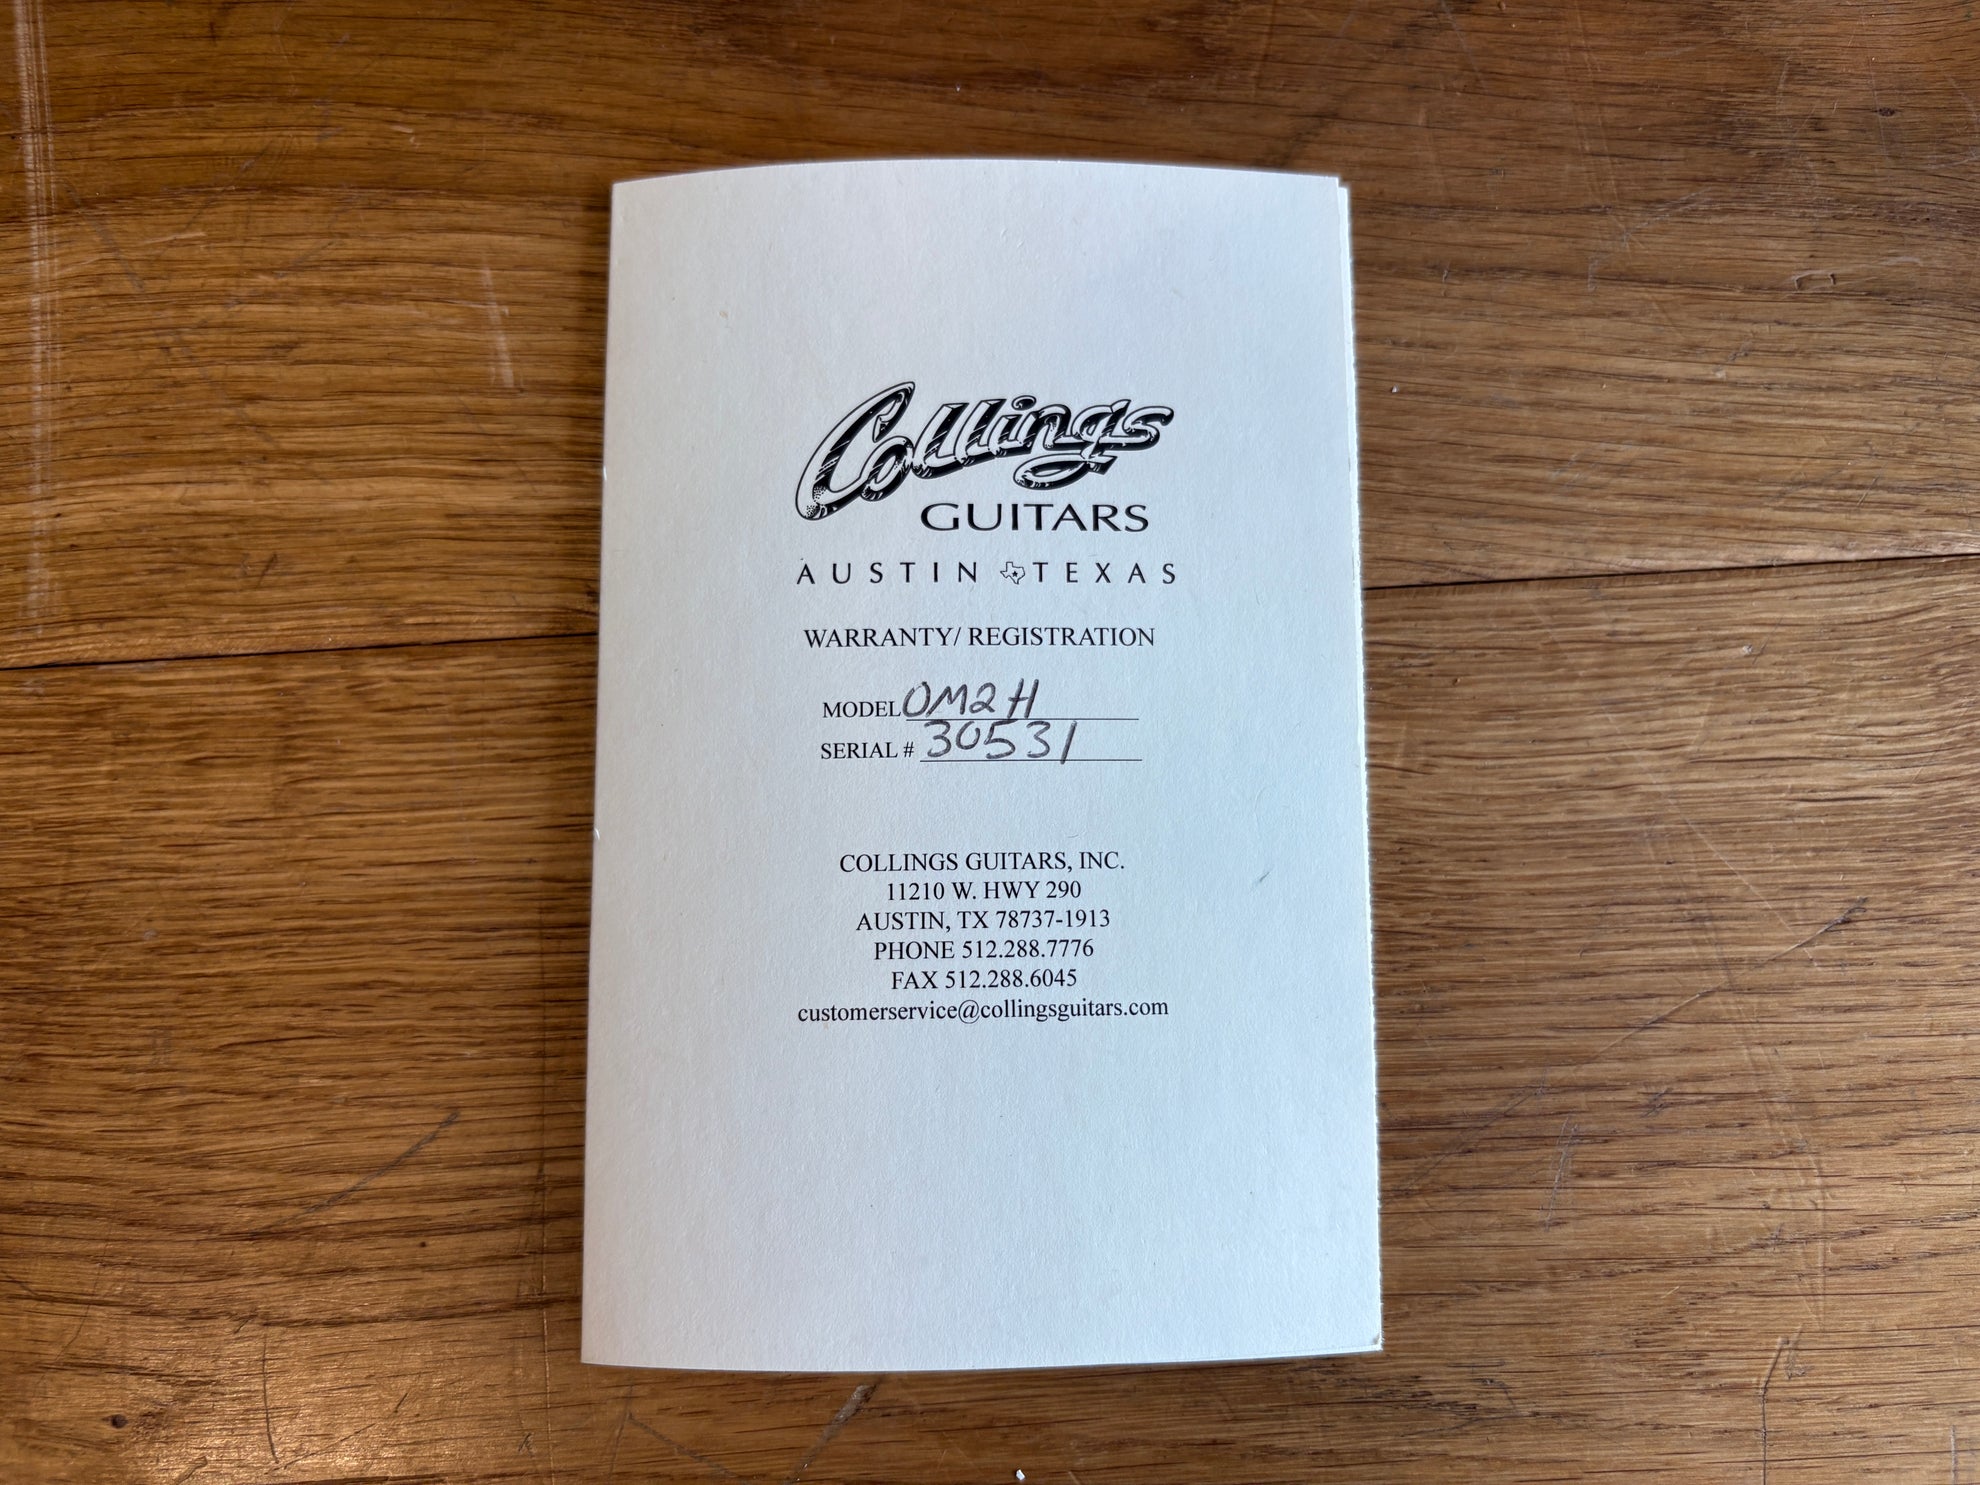 Collings
GUITARS
AUSTIN TEXAS
WARRANTY/ REGISTRATION
MODEL OM2H
SERIAL # 30531
COLLINGS GUITARS, INC.
11210 W. HWY 290
AUSTIN, TX 78737-1913
PHONE 512.288.7776
FAX 512.288.6045
customerservice@collingsguitars.com